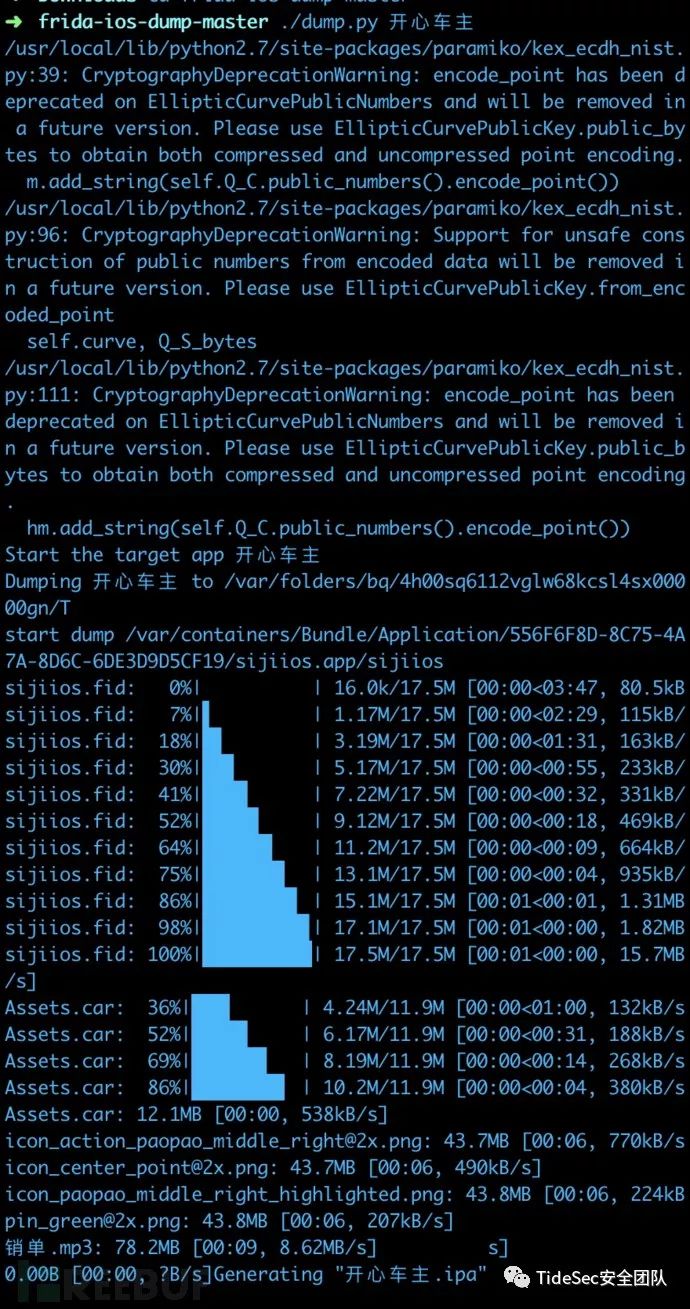 ➜ frida-ios-dump-master ./dump.py 开心车主
/usr/local/lib/python2.7/site-packages/paramiko/kex_ecdh_nist.
py:39: CryptographyDeprecationWarning: encode_point has been d
eprecated on EllipticCurvePublicNumbers and will be removed in
a future version. Please use EllipticCurvePublicKey.public_by
tes to obtain both compressed and uncompressed point encoding.
m.add_string(self.Q_C.public_numbers().encode_point())
/usr/local/lib/python2.7/site-packages/paramiko/kex_ecdh_nist.
py:96: CryptographyDeprecationWarning: Support for unsafe cons
truction of public numbers from encoded data will be removed i
n a future version. Please use EllipticCurvePublicKey.from_enc
oded_point
self.curve, Q_S_bytes
/usr/local/lib/python2.7/site-packages/paramiko/kex_ecdh_nist.
py:111: CryptographyDeprecationWarning: encode_point has been
deprecated on EllipticCurvePublicNumbers and will be removed i
n a future version. Please use EllipticCurvePublicKey.public_b
ytes to obtain both compressed and uncompressed point encoding
.
hm.add_string(self.Q_C.public_numbers().encode_point())
Start the target app 开心车主
Dumping 开心车主 to /var/folders/bq/4h00sq6112vglw68kcsl4sx000
00gn/T
start dump /var/containers/Bundle/Application/556F6F8D-8C75-4A
7A-8D6C-6DE3D9D5CF19/sijiios.app/sijiios
sijiios.fid: 0%| | 16.0k/17.5M [00:00<03:47, 80.5kB
sijiios.fid: 7%| | 1.17M/17.5M [00:00<02:29, 115kB/
sijiios.fid: 18%| | 3.19M/17.5M [00:00<01:31, 163kB/
sijiios.fid: 30%| | 5.17M/17.5M [00:00<00:55, 233kB/
sijiios.fid: 41%| | 7.22M/17.5M [00:00<00:32, 331kB/
sijiios.fid: 52%| | 9.12M/17.5M [00:00<00:18, 469kB/
sijiios.fid: 64%| | 11.2M/17.5M [00:00<00:09, 664kB/
sijiios.fid: 75%| | 13.1M/17.5M [00:00<00:04, 935kB/
sijiios.fid: 86%| | 15.1M/17.5M [00:01<00:01, 1.31MB
sijiios.fid: 98%| | 17.1M/17.5M [00:01<00:00, 1.82MB
sijiios.fid: 100%| | 17.5M/17.5M [00:01<00:00, 15.7MB
/s]
Assets.car: 36%| | 4.24M/11.9M [00:00<01:00, 132kB/s
Assets.car: 52%| | 6.17M/11.9M [00:00<00:31, 188kB/s
Assets.car: 69%| | 8.19M/11.9M [00:00<00:14, 268kB/s
Assets.car: 86%| | 10.2M/11.9M [00:00<00:04, 380kB/s
Assets.car: 12.1MB [00:00, 538kB/s]
icon_action_paopao_middle_right@2x.png: 43.7MB [00:06, 770kB/s
icon_center_point@2x.png: 43.7MB [00:06, 490kB/s]
icon_paopao_middle_right_highlighted.png: 43.8MB [00:06, 224kB
pin_green@2x.png: 43.8MB [00:06, 207kB/s]
销单.mp3: 78.2MB [00:09, 8.62MB/s] s]
0.00B [00:00, ?B/s]Generating "开心车主.ipa"
TideSec安全团队
REEBUF